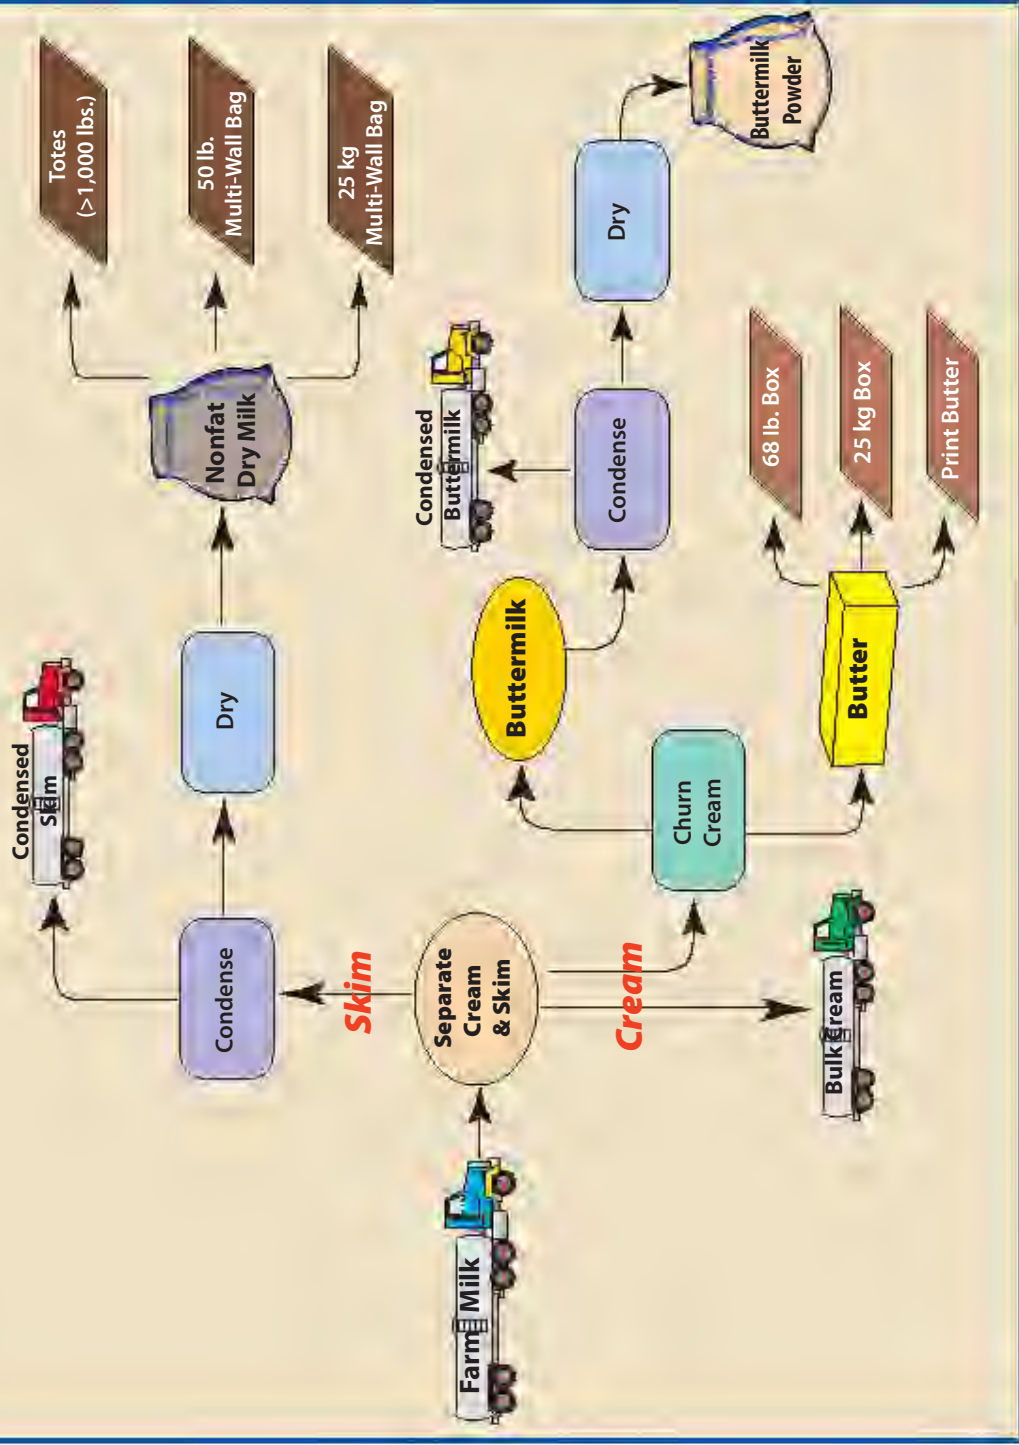 Farm Milk
Separate
Cream
& Skim
Skim
Condense
Condensed
Skim
Dry
Nonfat
Dry Milk
Totes
(>1,000 lbs.)
50 lb.
Multi-Wall Bag
25 kg
Multi-Wall Bag
Cream
Bulk Cream
Churn
Cream
Buttermilk
Condense
Condensed
Buttermilk
Dry
Buttermilk
Powder
Butter
68 lb. Box
25 kg Box
Print Butter